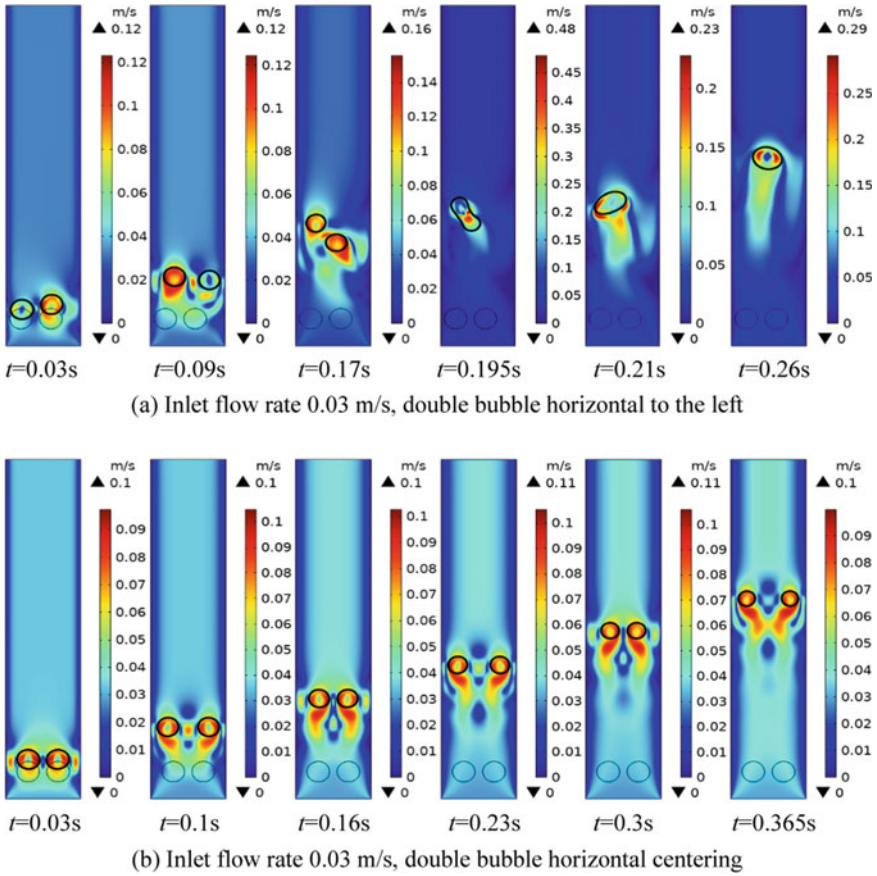 m/s m/s m/s m/s m/s m/s
▲ 0.12 ▲ 0.12 ▲ 0.16 ▲ 0.48 ▲ 0.23 ▲ 0.29
0.12 0.1 0.08 0.06 0.04 0.02 0
▼ 0
0.12 0.1 0.08 0.06 0.04 0.02 0
▼ 0
0.14 0.12 0.1 0.08 0.06 0.04 0.02 0
▼ 0
0.45 0.4 0.35 0.3 0.25 0.2 0.15 0.1 0.05 0
▼ 0
0.2 0.15 0.1 0.05 0
▼ 0
0.25 0.2 0.15 0.1 0.05 0
▼ 0
t=0.03s t=0.09s t=0.17s t=0.195s t=0.21s t=0.26s
(a) Inlet flow rate 0.03 m/s, double bubble horizontal to the left
m/s m/s m/s m/s m/s m/s
▲ 0.1 ▲ 0.1 ▲ 0.1 ▲ 0.11 ▲ 0.11 ▲ 0.1
0.09 0.08 0.07 0.06 0.05 0.04 0.03 0.02 0.01 0
▼ 0
0.1 0.09 0.08 0.07 0.06 0.05 0.04 0.03 0.02 0.01 0
▼ 0
0.1 0.09 0.08 0.07 0.06 0.05 0.04 0.03 0.02 0.01 0
▼ 0
0.1 0.09 0.08 0.07 0.06 0.05 0.04 0.03 0.02 0.01 0
▼ 0
0.1 0.09 0.08 0.07 0.06 0.05 0.04 0.03 0.02 0.01 0
▼ 0
0.09 0.08 0.07 0.06 0.05 0.04 0.03 0.02 0.01 0
▼ 0
t=0.03s t=0.1s t=0.16s t=0.23s t=0.3s t=0.365s
(b) Inlet flow rate 0.03 m/s, double bubble horizontal centering